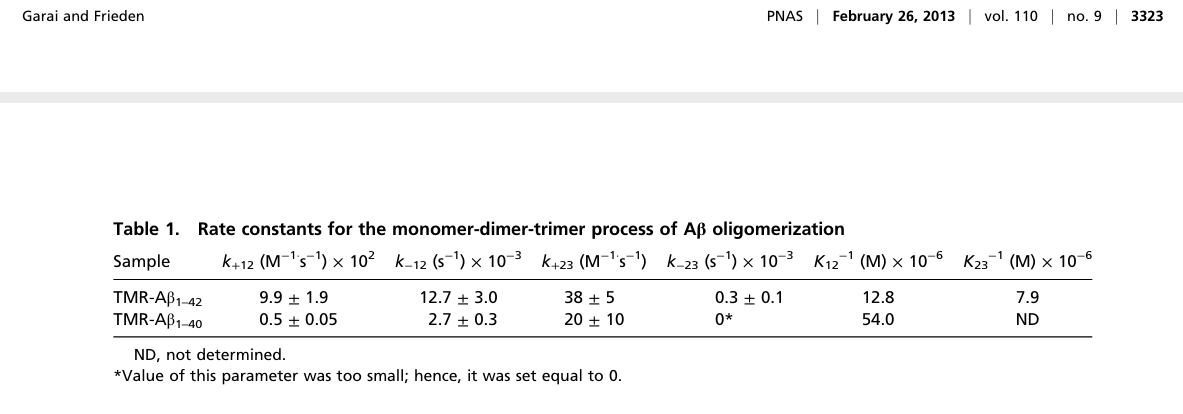 Garai and Frieden PNAS | February 26, 2013 | vol. 110 | no. 9 | 3323
Table 1. Rate constants for the monomer-dimer-trimer process of Aβ oligomerization
Sample k₊₁₂ (M⁻¹·s⁻¹) × 10² k₋₁₂ (s⁻¹) × 10⁻³ k₊₂₃ (M⁻¹·s⁻¹) k₋₂₃ (s⁻¹) × 10⁻³ K₁₂⁻¹ (M) × 10⁻⁶ K₂₃⁻¹ (M) × 10⁻⁶
TMR-Aβ₁₋₄₂ 9.9 ± 1.9 12.7 ± 3.0 38 ± 5 0.3 ± 0.1 12.8 7.9
TMR-Aβ₁₋₄₀ 0.5 ± 0.05 2.7 ± 0.3 20 ± 10 0* 54.0 ND
ND, not determined.
*Value of this parameter was too small; hence, it was set equal to 0.